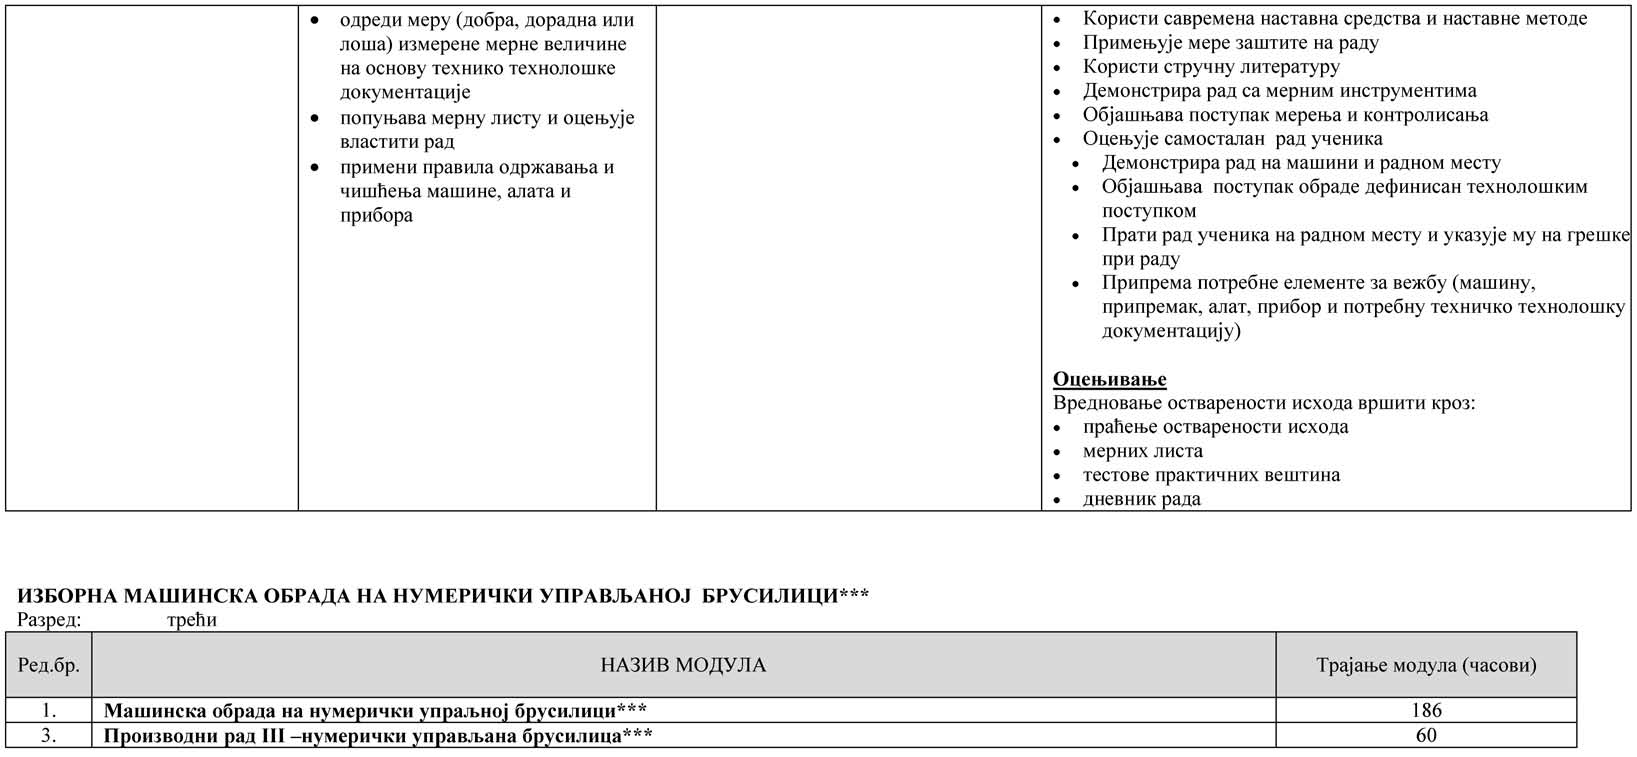 одреди меру (добра, дорадна или
лоша) измерене мерне величине
на основу технико технолошке
документације
попуњава мерну листу и оцењује
властити рад
примени правила одржавања и
чишћења машине, алата и
прибора
Користи савремена наставна средства и наставне методе
Примењује мере заштите на раду
Користи стручну литературу
Демонстрира рад са мерним инструментима
Објашњава поступак мерења и контролисања
Оцењује самосталан рад ученика
Демонстрира рад на машини и радном месту
Објашњава поступак обраде дефинисан технолошким
поступком
Прати рад ученика на радном месту и указује му на грешке
при раду
Припрема потребне елементе за вежбу (машину,
припремак, алат, прибор и потребну техничко технолошку
документацију)
Оцењивање
Вредновање остварености исхода вршити кроз:
праћење остварености исхода
мерних листа
тестове практичних вештина
дневник рада
ИЗБОРНА МАШИНСКА ОБРАДА НА НУМЕРИЧКИ УПРАВЉАНОЈ БРУСИЛИЦИ***
Разред: трећи
Ред.бр. НАЗИВ МОДУЛА Трајање модула (часови)
1. Машинска обрада на нумерички упраљној брусилици*** 186
3. Производни рад III –нумерички управљана брусилица*** 60